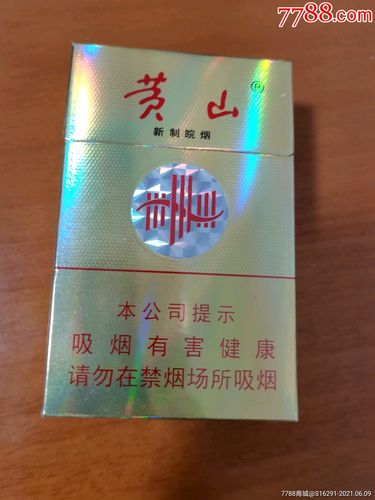 7788.com
黄山
P
新制皖烟
本公司提示
吸烟有害健康
请勿在禁烟场所吸烟
7788商城@S16291-2021.06.09